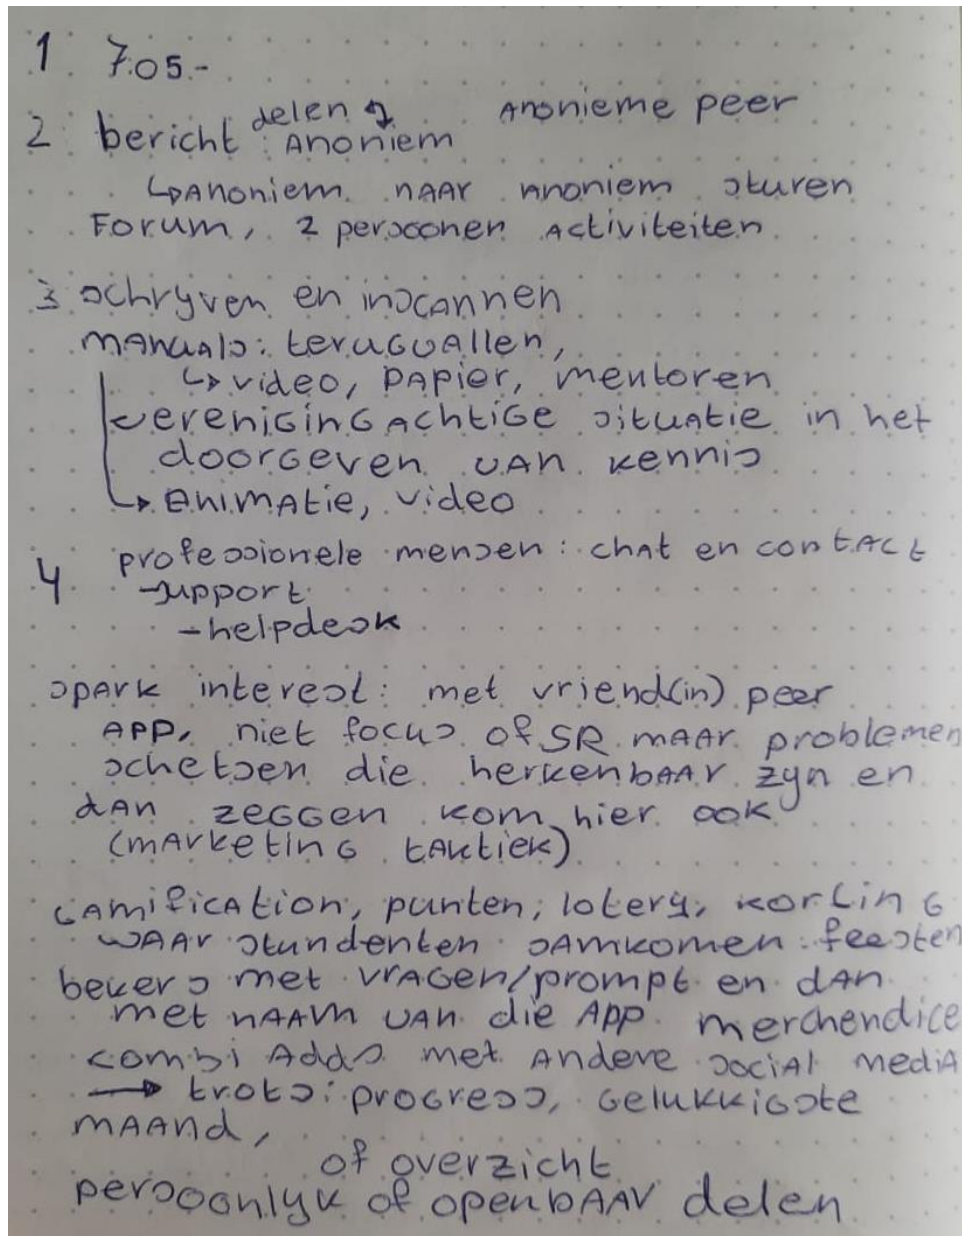 1 7.05.-
2 bericht delen anonieme peer
anoniem
↳ anoniem naar anoniem sturen
Forum, 2 persoonen activiteiten
3 schryven en inscannen
manuals: terugvallen,
↳ video, papier, mentoren
verenigingachtige situatie in het
doorgeven van kennis
↳ animatie, video
4 professionele mensen: chat en contact
-support
-helpdesk
spark interest: met vriend(in) peer
app, niet focus of SR maar problemen
schetsen die herkenbaar zyn en
dan zeggen kom hier ook
(marketing taktiek)
gamification, punten, lotery, korting
waar stundenten samkomen: feesten
bekers met vragen/prompt en dan
met naam van die app merchendice
combi adds met andere social media
→ trots: progress, gelukkigste
maand,
of overzicht
persoonlyk of openbaar delen